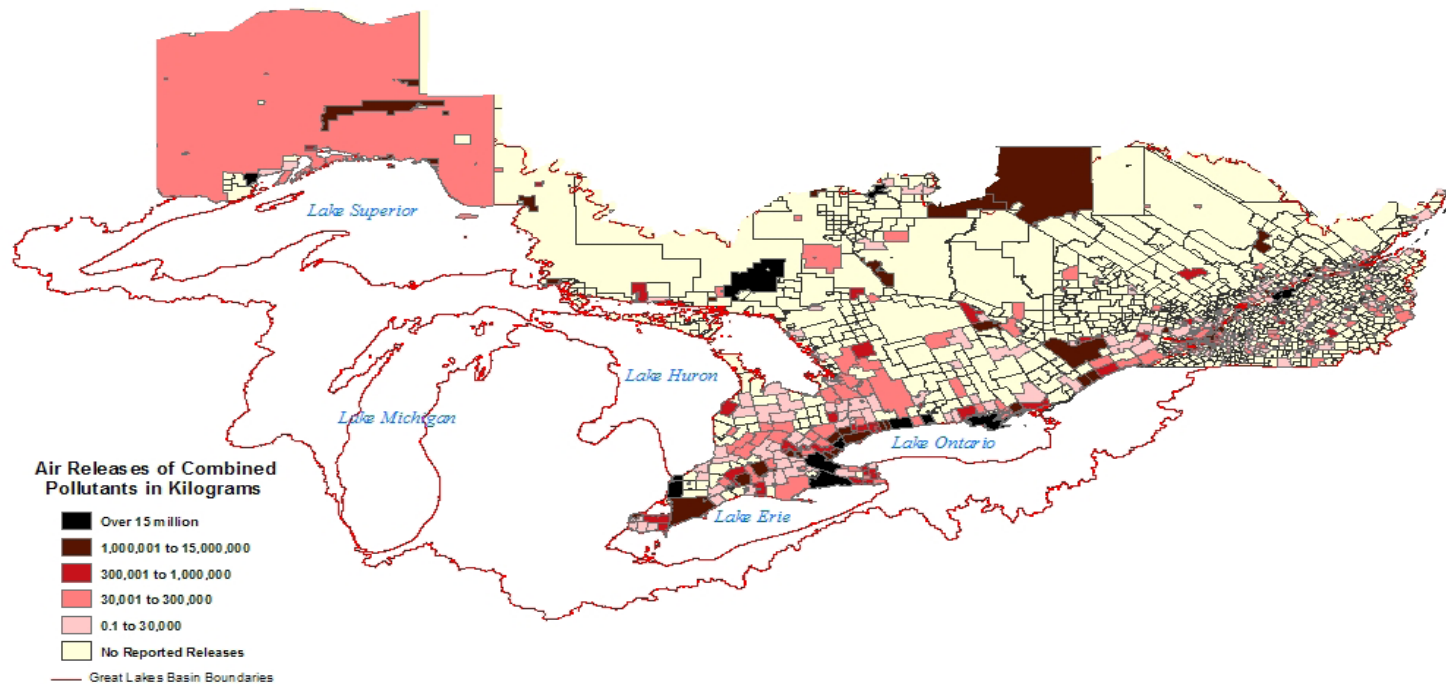 Lake Superior
Lake Huron
Lake Michigan
Lake Ontario
Lake Erie
Air Releases of Combined
Pollutants in Kilograms
Over 15 million
1,000,001 to 15,000,000
300,001 to 1,000,000
30,001 to 300,000
0.1 to 30,000
No Reported Releases
Great Lakes Basin Boundaries